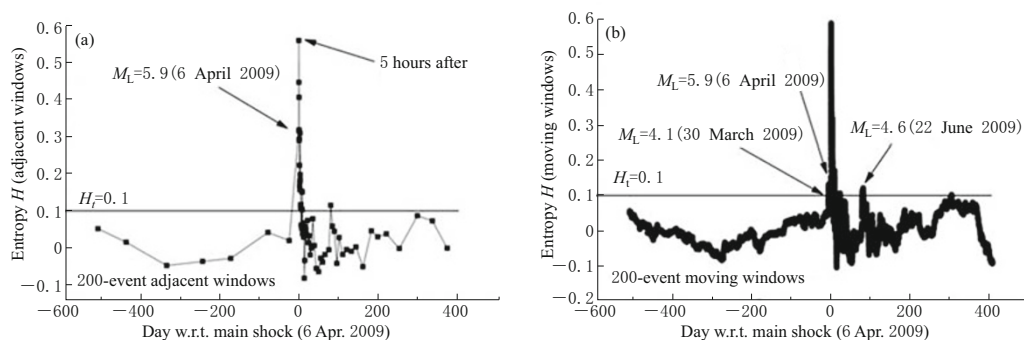 (a)
Entropy H (adjacent windows)
0.6
0.5
0.4
0.3
0.2
0.1
0
−0.1
5 hours after
M_L=5.9(6 April 2009)
H_t=0.1
200-event adjacent windows
−600 −400 −200 0 200 400
Day w.r.t. main shock (6 Apr. 2009)
(b)
Entropy H (moving windows)
0.6
0.5
0.4
0.3
0.2
0.1
0
−0.1
−0.2
M_L=5.9(6 April 2009)
M_L=4.1(30 March 2009)
M_L=4.6(22 June 2009)
H_t=0.1
200-event moving windows
−600 −400 −200 0 200 400
Day w.r.t. main shock (6 Apr. 2009)